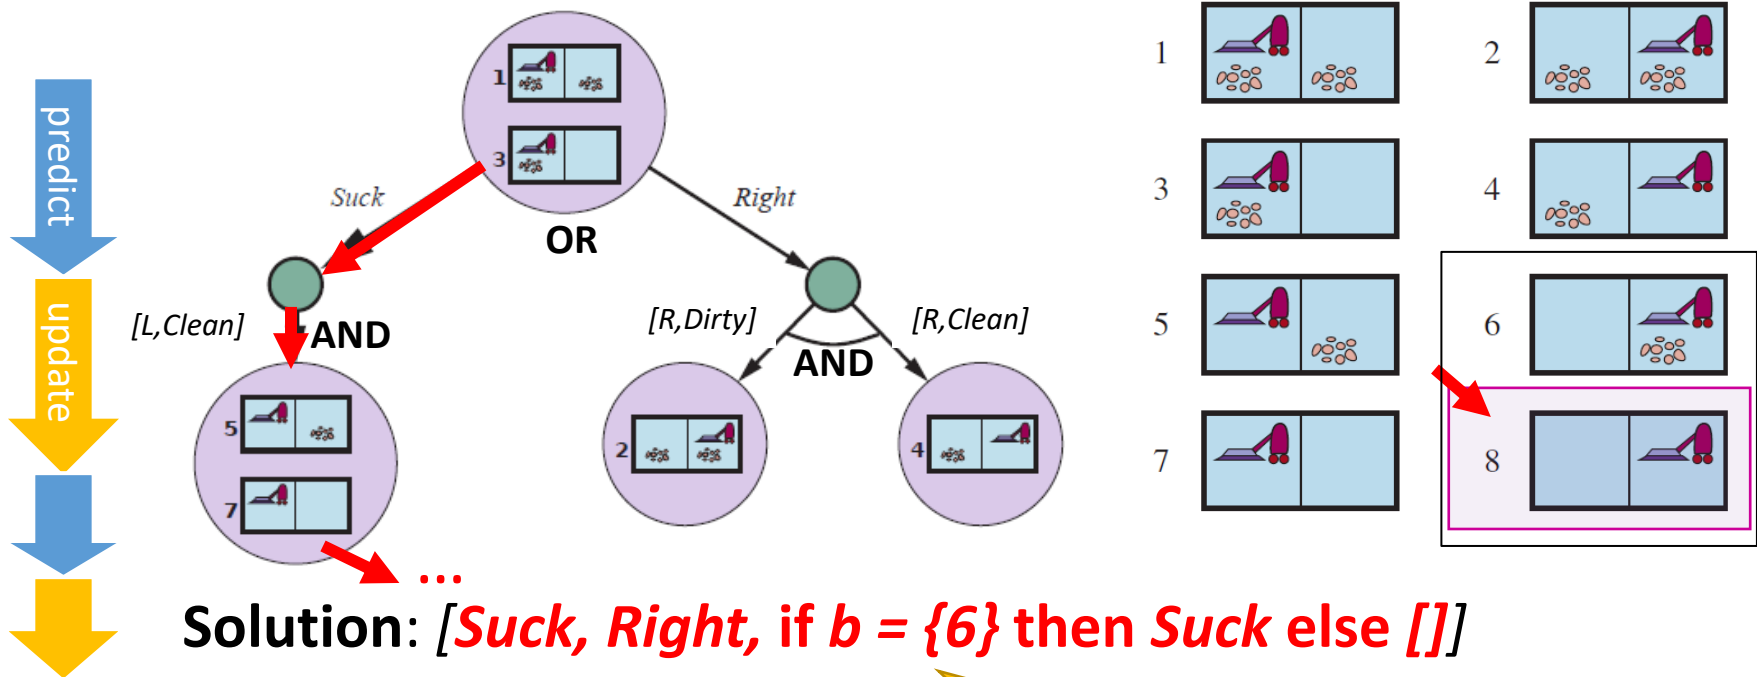 predict
update
1
3
Suck
Right
OR
[L,Clean]
AND
[R,Dirty]
[R,Clean]
AND
5
7
2
4
...
1
2
3
4
5
6
7
8
Solution: [Suck, Right, if b = {6} then Suck else []]